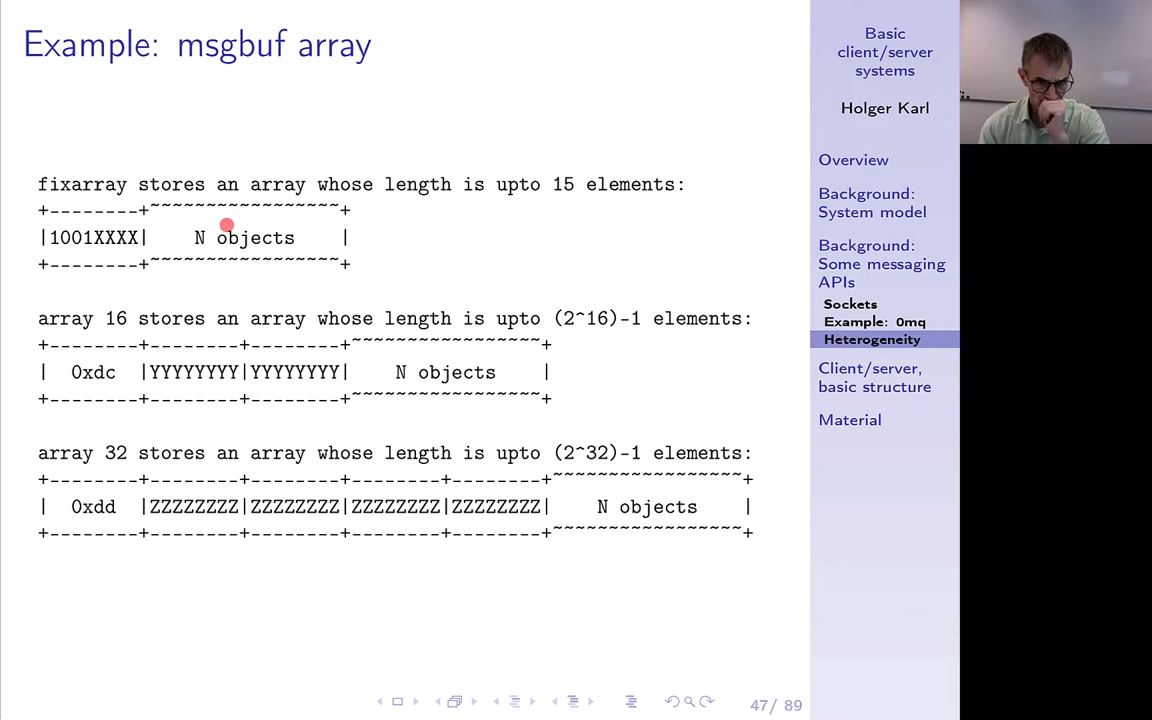 Example: msgbuf array
fixarray stores an array whose length is upto 15 elements:
+--------+~~~~~~~~~~~~~~~~~+
|1001XXXX|    N objects    |
+--------+~~~~~~~~~~~~~~~~~+
array 16 stores an array whose length is upto (2^16)-1 elements:
+--------+--------+--------+~~~~~~~~~~~~~~~~~+
|  0xdc  |YYYYYYYY|YYYYYYYY|    N objects    |
+--------+--------+--------+~~~~~~~~~~~~~~~~~+
array 32 stores an array whose length is upto (2^32)-1 elements:
+--------+--------+--------+--------+--------+~~~~~~~~~~~~~~~~~+
|  0xdd  |ZZZZZZZZ|ZZZZZZZZ|ZZZZZZZZ|ZZZZZZZZ|    N objects    |
+--------+--------+--------+--------+--------+~~~~~~~~~~~~~~~~~+
47/ 89
Basic
client/server
systems
Holger Karl
Overview
Background:
System model
Background:
Some messaging
APIs
Sockets
Example: 0mq
Heterogeneity
Client/server,
basic structure
Material